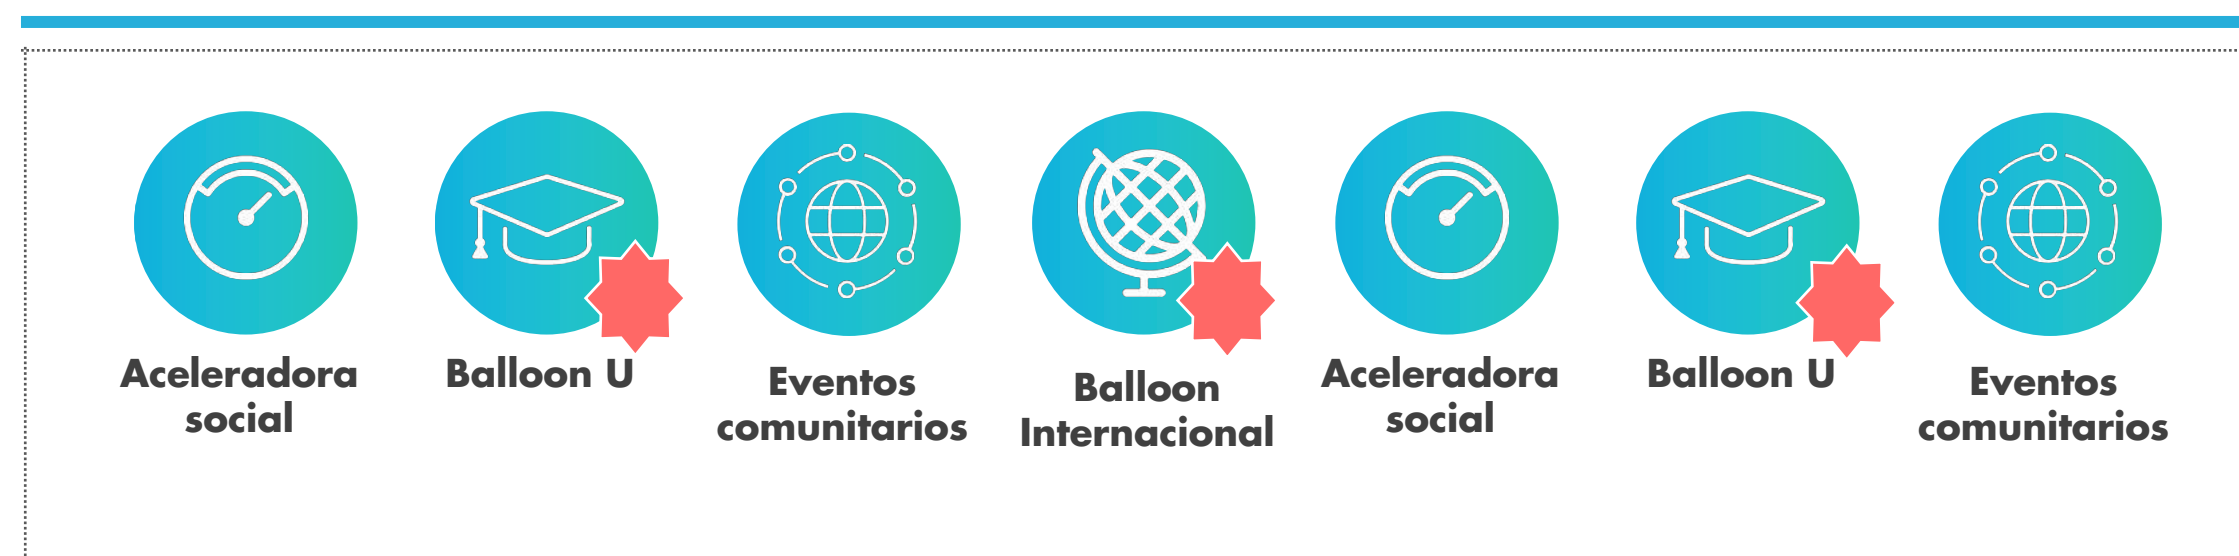 Aceleradora
social
Balloon U
Eventos
comunitarios
Balloon
Internacional
Aceleradora
social
Balloon U
Eventos
comunitarios